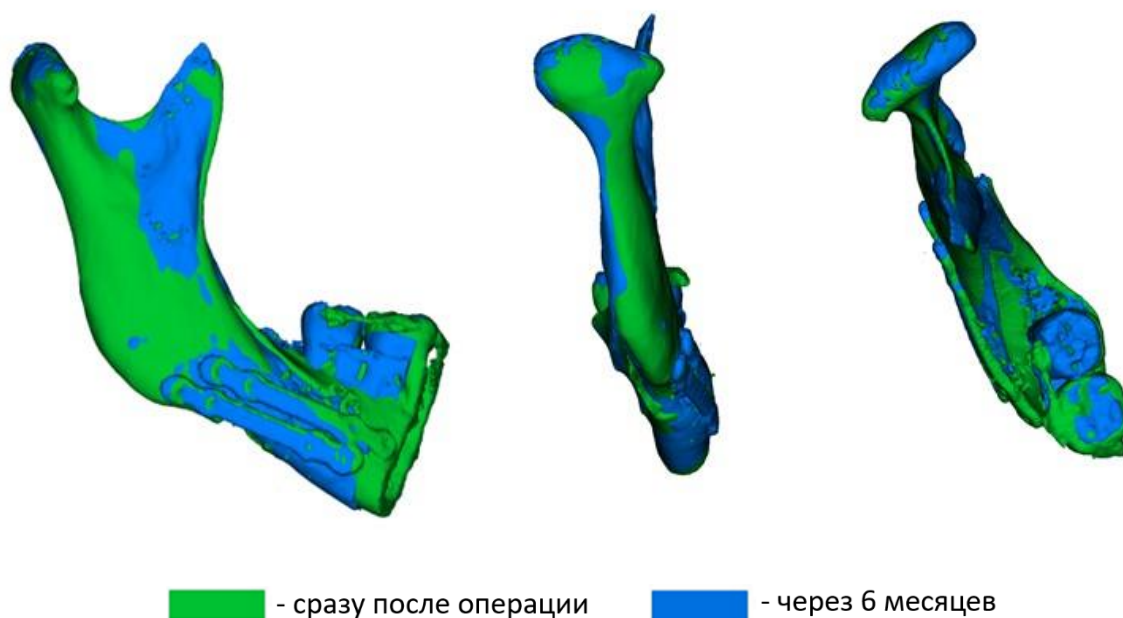 - сразу после операции - через 6 месяцев